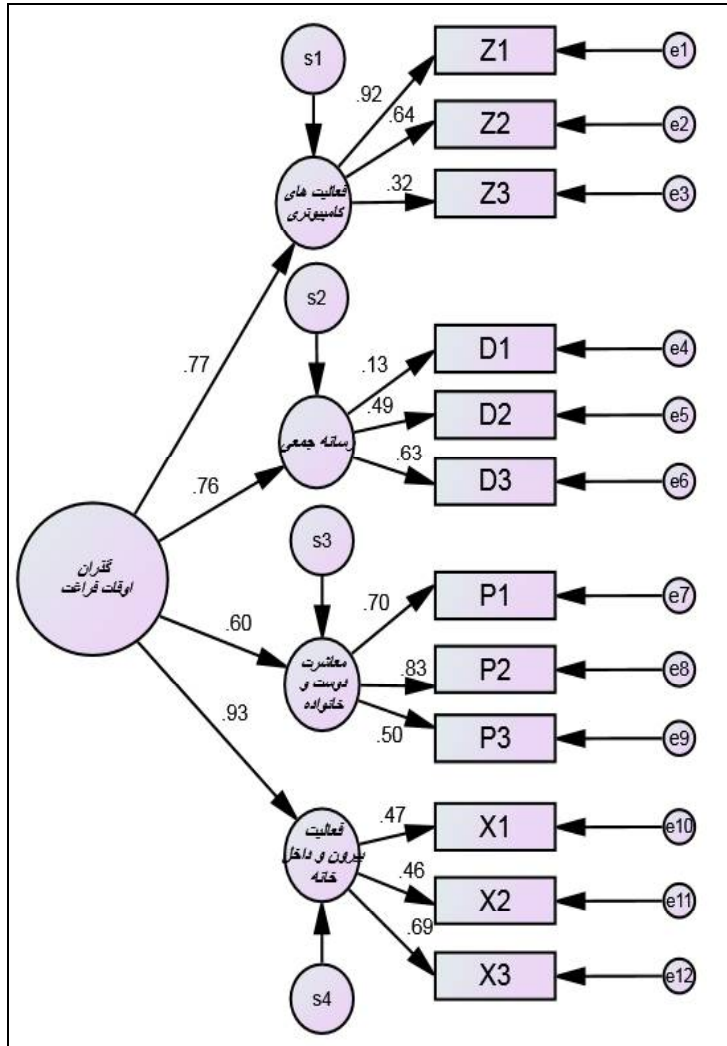 s1
Z1
e1
.92
.64
Z2
e2
.32
Z3
e3
فعالیت های
کامپیوتری
s2
.77
D1
e4
.13
.49
D2
e5
رسانه جمعی
.63
D3
e6
.76
s3
گذران
اوقات فراغت
.60
.70
P1
e7
معاشرت
دوست و
خانواده
.83
P2
e8
.50
P3
e9
.93
فعالیت
بیرون و داخل
خانه
.47
X1
e10
.46
X2
e11
.69
X3
e12
s4